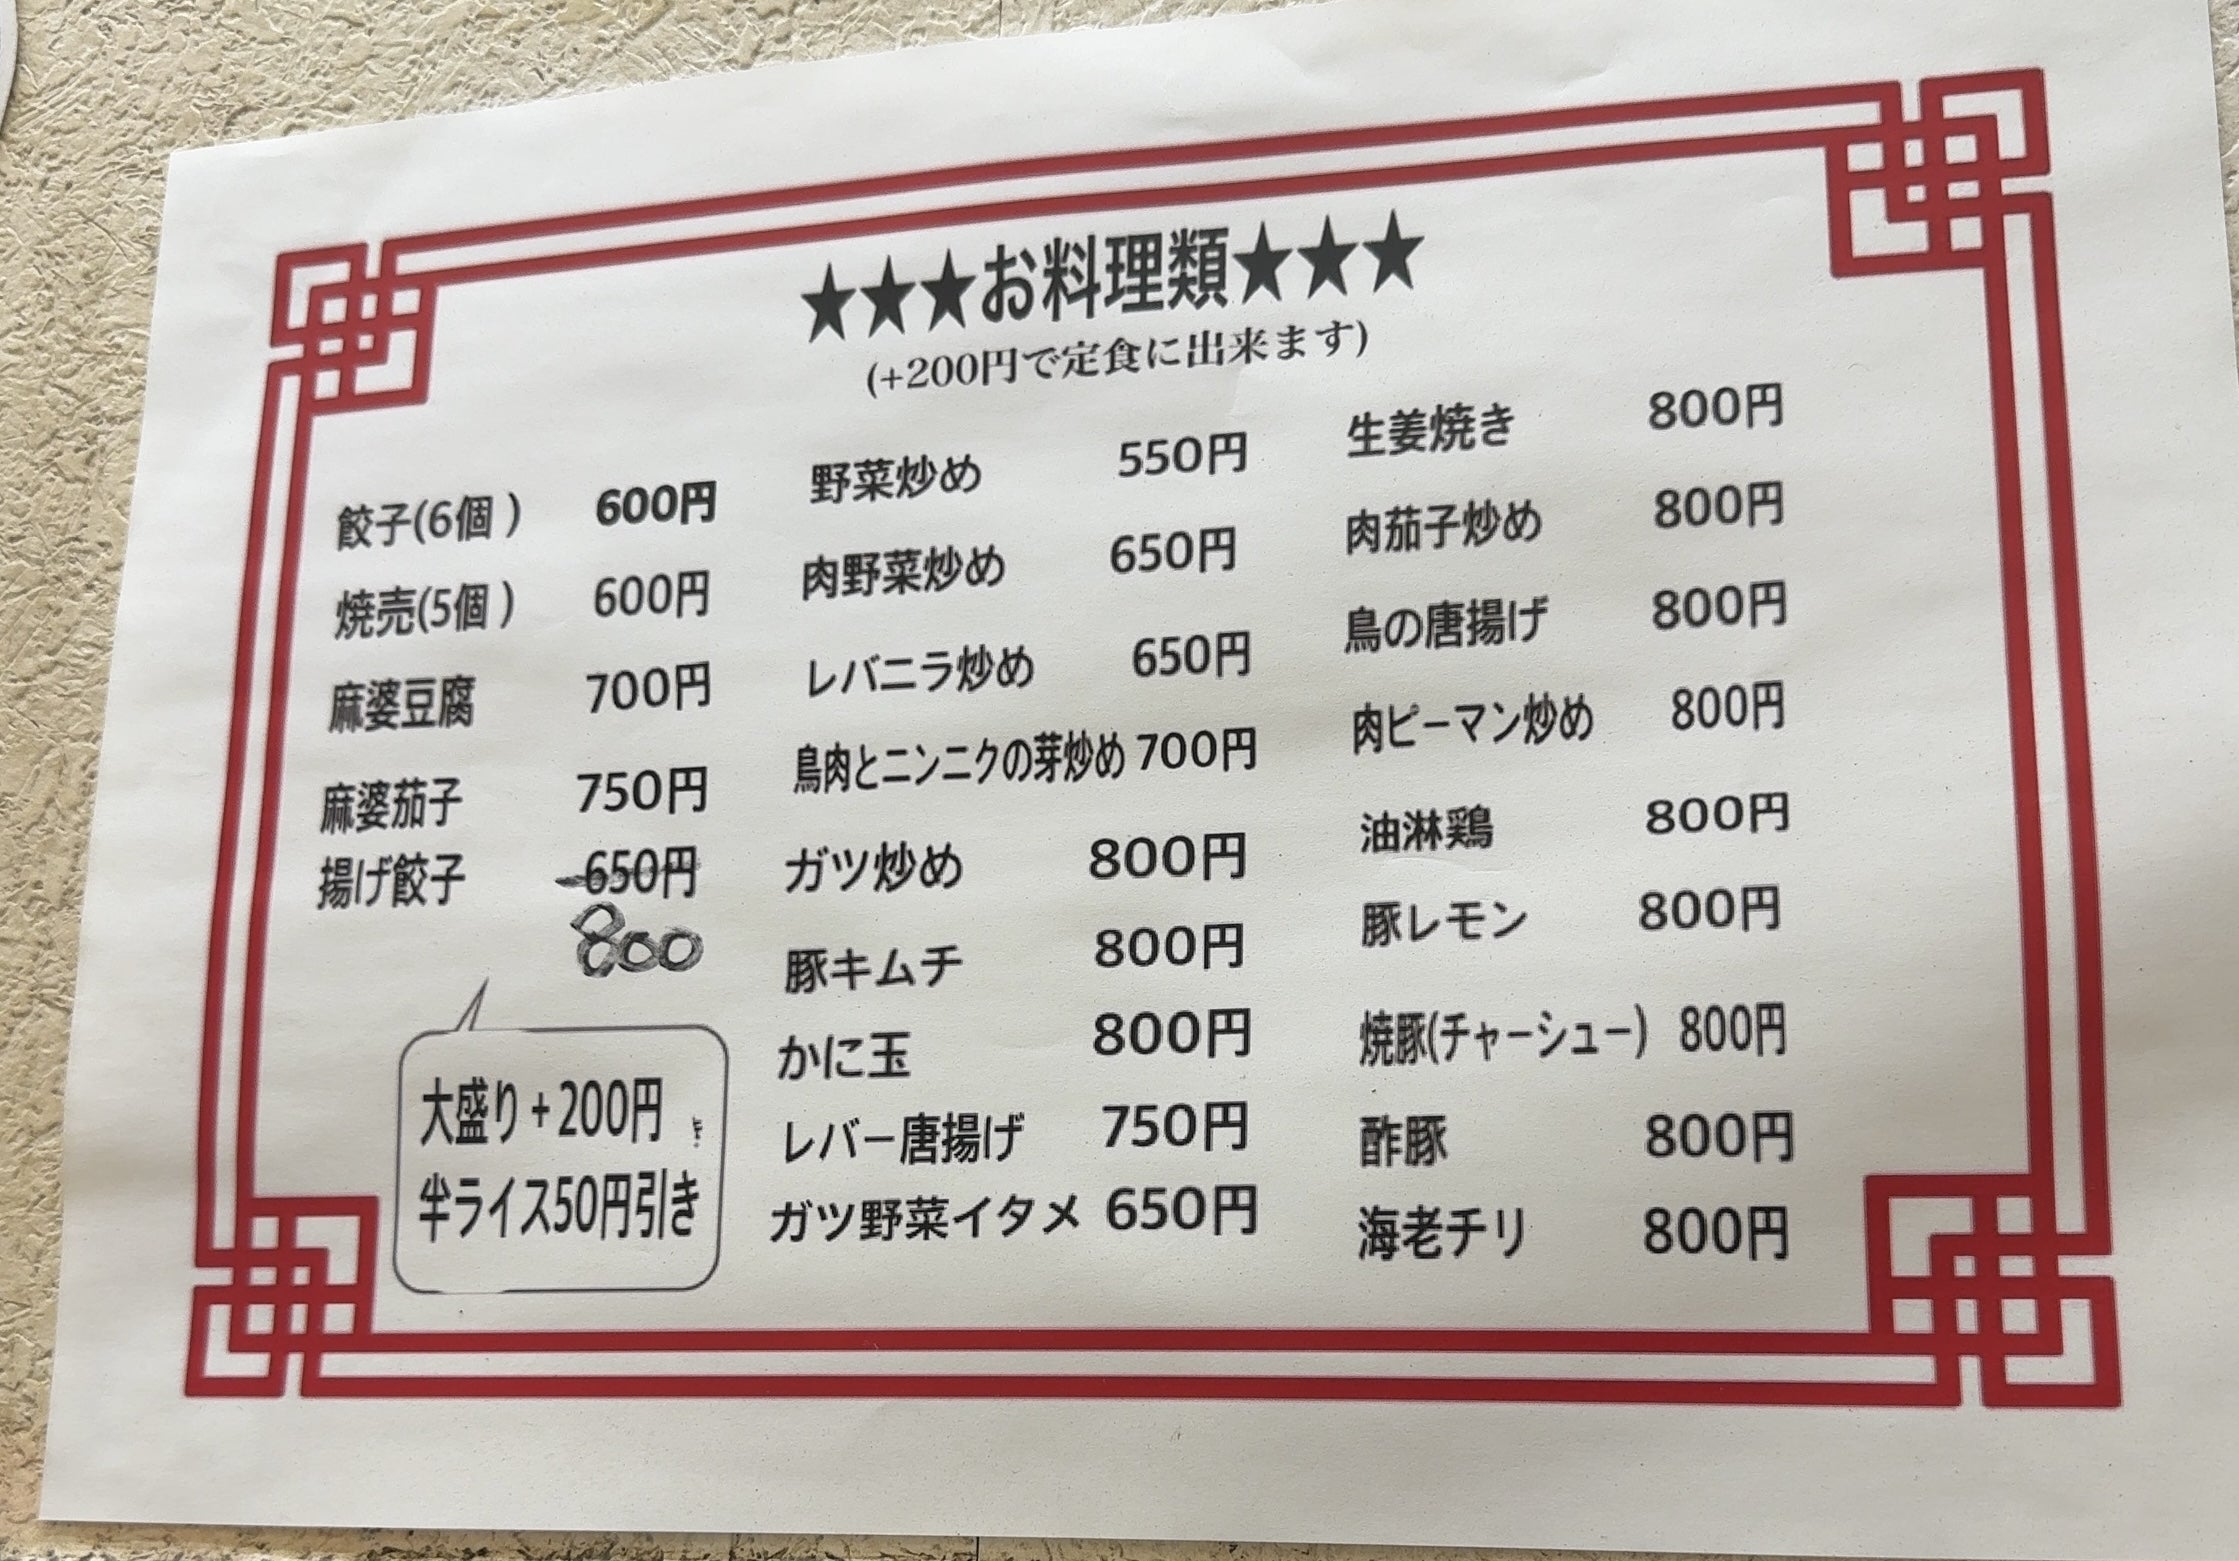 ★★★お料理類★★★
(+200円で定食に出来ます)
餃子(6個 ) 600円
焼売(5個 ) 600円
麻婆豆腐 700円
麻婆茄子 750円
揚げ餃子 650円
800
大盛り + 200円
半ライス50円引き
野菜炒め 550円
肉野菜炒め 650円
レバニラ炒め 650円
鳥肉とニンニクの芽炒め 700円
ガツ炒め 800円
豚キムチ 800円
かに玉 800円
レバー唐揚げ 750円
ガツ野菜イタメ 650円
生姜焼き 800円
肉茄子炒め 800円
鳥の唐揚げ 800円
肉ピーマン炒め 800円
油淋鶏 800円
豚レモン 800円
焼豚(チャーシュー) 800円
酢豚 800円
海老チリ 800円